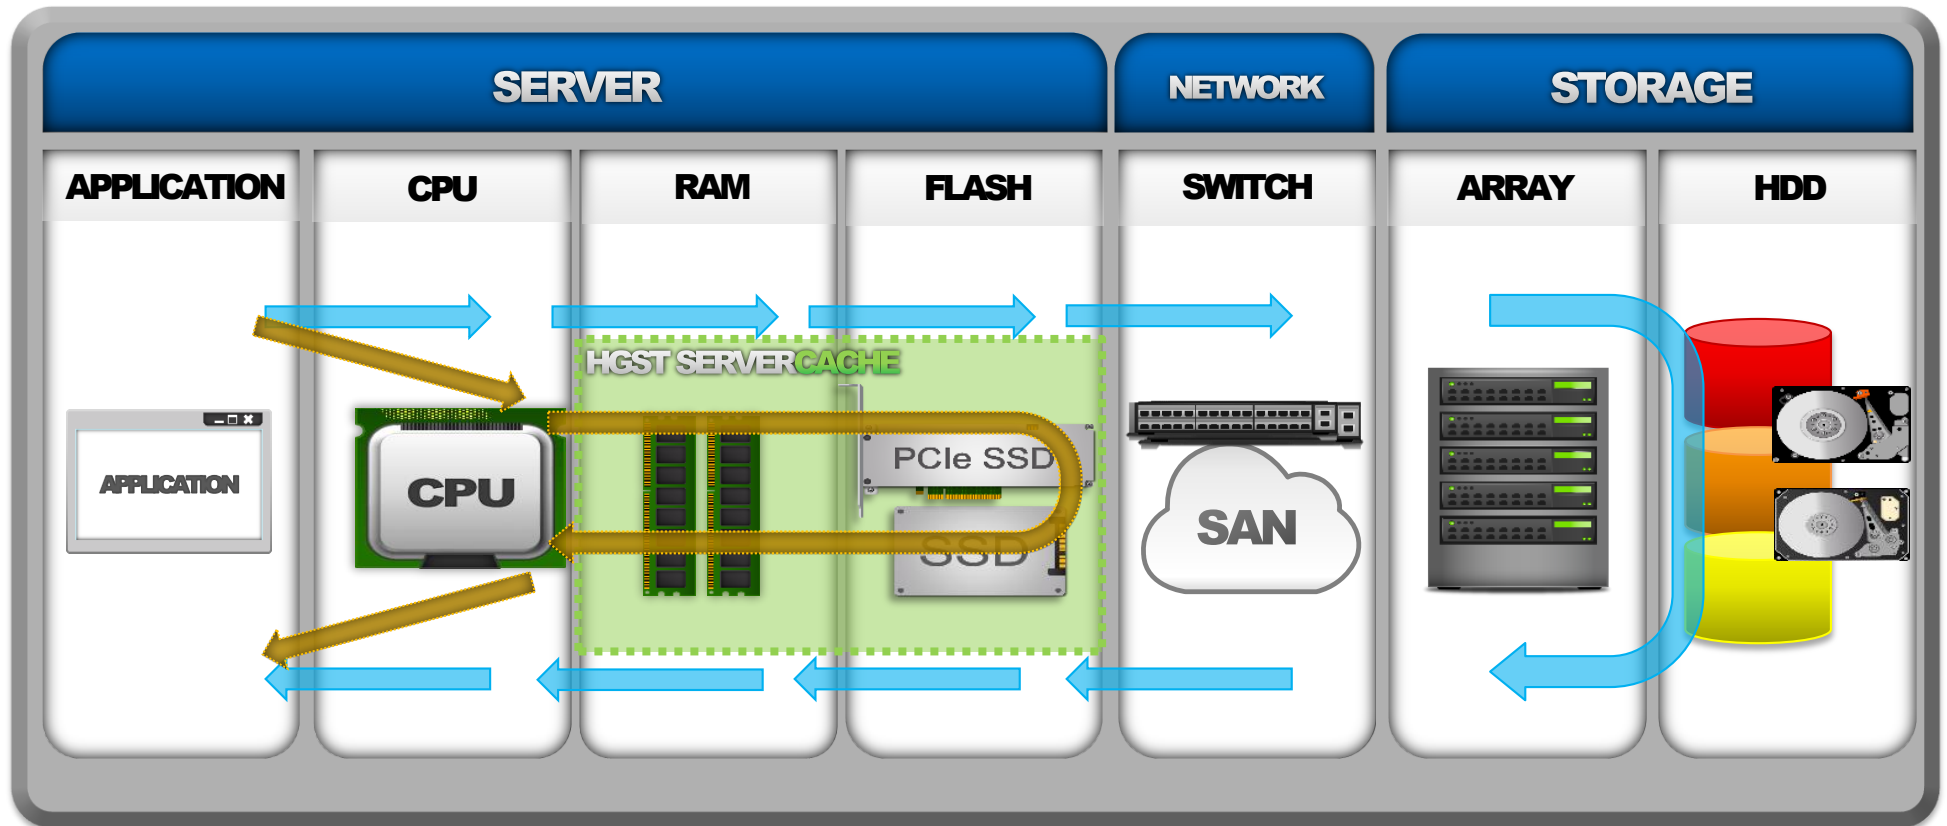 SERVER
NETWORK
STORAGE
APPLICATION
CPU
RAM
FLASH
SWITCH
ARRAY
HDD
HGST SERVERCACHE
APPLICATION
CPU
PCIe SSD
SSD
SAN